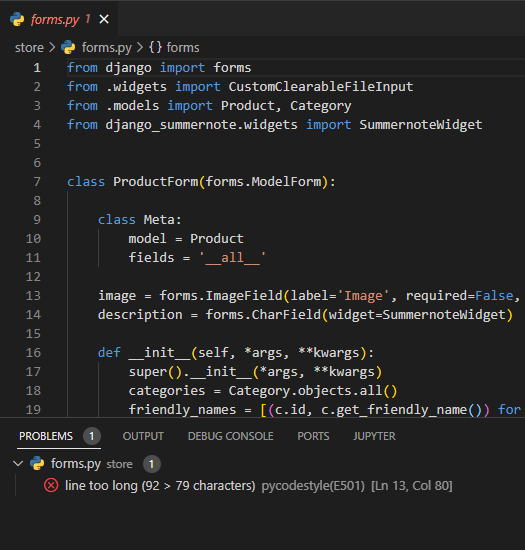 forms.py 1 ×
store > forms.py > {} forms
1 from django import forms
2 from .widgets import CustomClearableFileInput
3 from .models import Product, Category
4 from django_summernote.widgets import SummernoteWidget
5
6
7 class ProductForm(forms.ModelForm):
8
9 class Meta:
10 model = Product
11 fields = '__all__'
12
13 image = forms.ImageField(label='Image', required=False,
14 description = forms.CharField(widget=SummernoteWidget)
15
16 def __init__(self, *args, **kwargs):
17 super().__init__(*args, **kwargs)
18 categories = Category.objects.all()
19 friendly_names = [(c.id, c.get_friendly_name()) for
PROBLEMS 1 OUTPUT DEBUG CONSOLE PORTS JUPYTER
forms.py store 1
line too long (92 > 79 characters) pycodestyle(E501) [Ln 13, Col 80]